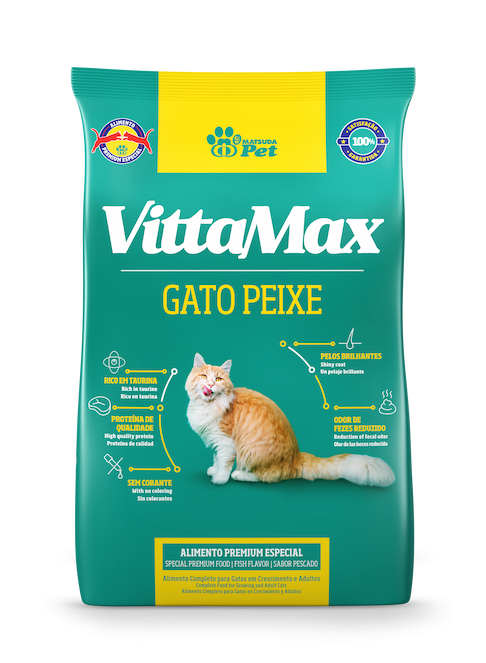 MATSUDA
Pet
ALIMENTO
PREMIUM ESPECIAL
SATISFAÇÃO
100%
GARANTIDA
VittaMax
GATO PEIXE
RICO EM TAURINA
Rich in taurine
Rico en taurina
PROTEÍNA DE
QUALIDADE
High quality protein
Proteína de calidad
SEM CORANTE
With no coloring
Sin colorantes
PELOS BRILHANTES
Shiny coat
Un pelaje brillante
ODOR DE
FEZES REDUZIDO
Reduction of fecal odor
Olor de las heces reducido
ALIMENTO PREMIUM ESPECIAL
SPECIAL PREMIUM FOOD | FISH FLAVOR | SABOR PESCADO
Alimento Completo para Gatos em Crescimento e Adultos
Complete Food for Growing and Adult Cats
Alimento Completo para Gatos en Crecimiento y Adultos